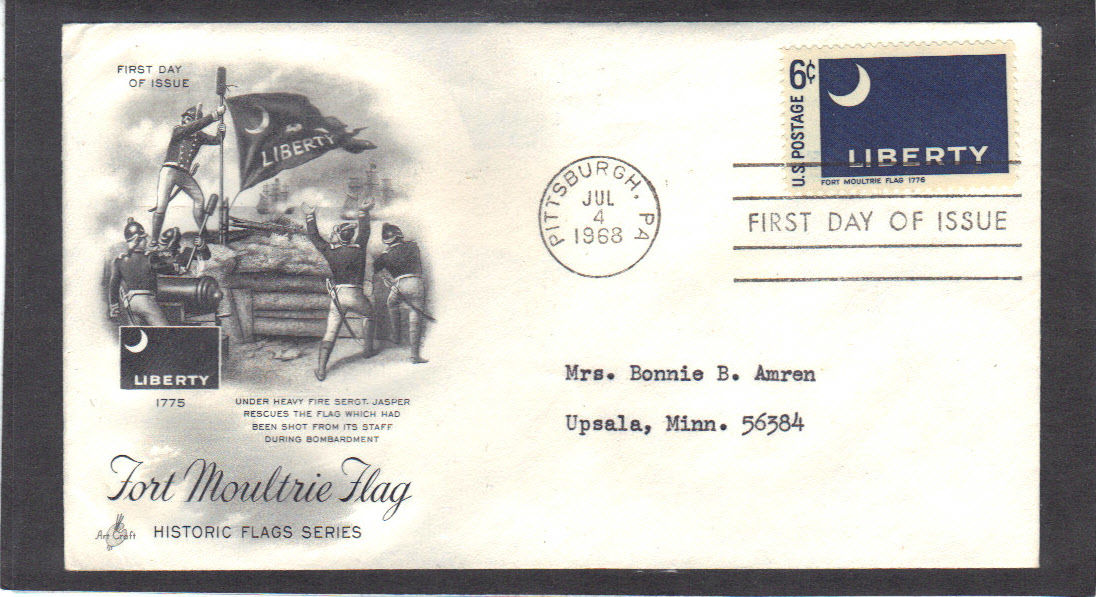 FIRST DAY
OF ISSUE
LIBERTY
LIBERTY
1775
UNDER HEAVY FIRE SERGT. JASPER
RESCUES THE FLAG WHICH HAD
BEEN SHOT FROM ITS STAFF
DURING BOMBARDMENT
Fort Moultrie Flag
Art Craft
HISTORIC FLAGS SERIES
PITTSBURGH, PA
JUL
4
1968
6¢
U.S. POSTAGE
LIBERTY
FORT MOULTRIE FLAG 1776
FIRST DAY OF ISSUE
Mrs. Bonnie B. Amren
Upsala, Minn. 56384